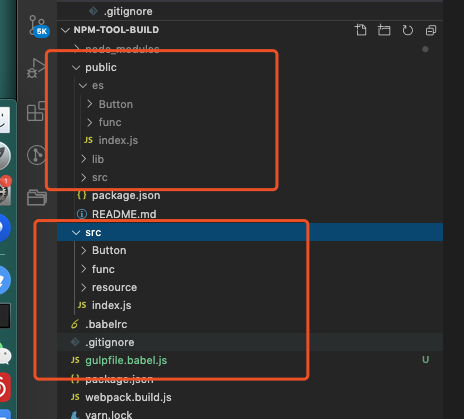 .gitignore
5K
NPM-TOOL-BUILD
node_modules
public
es
Button
func
JS index.js
lib
src
{} package.json
README.md
src
Button
func
resource
JS index.js
.babelrc
.gitignore
JS gulpfile.babel.js U
{} package.json
JS webpack.build.js
yarn.lock
1